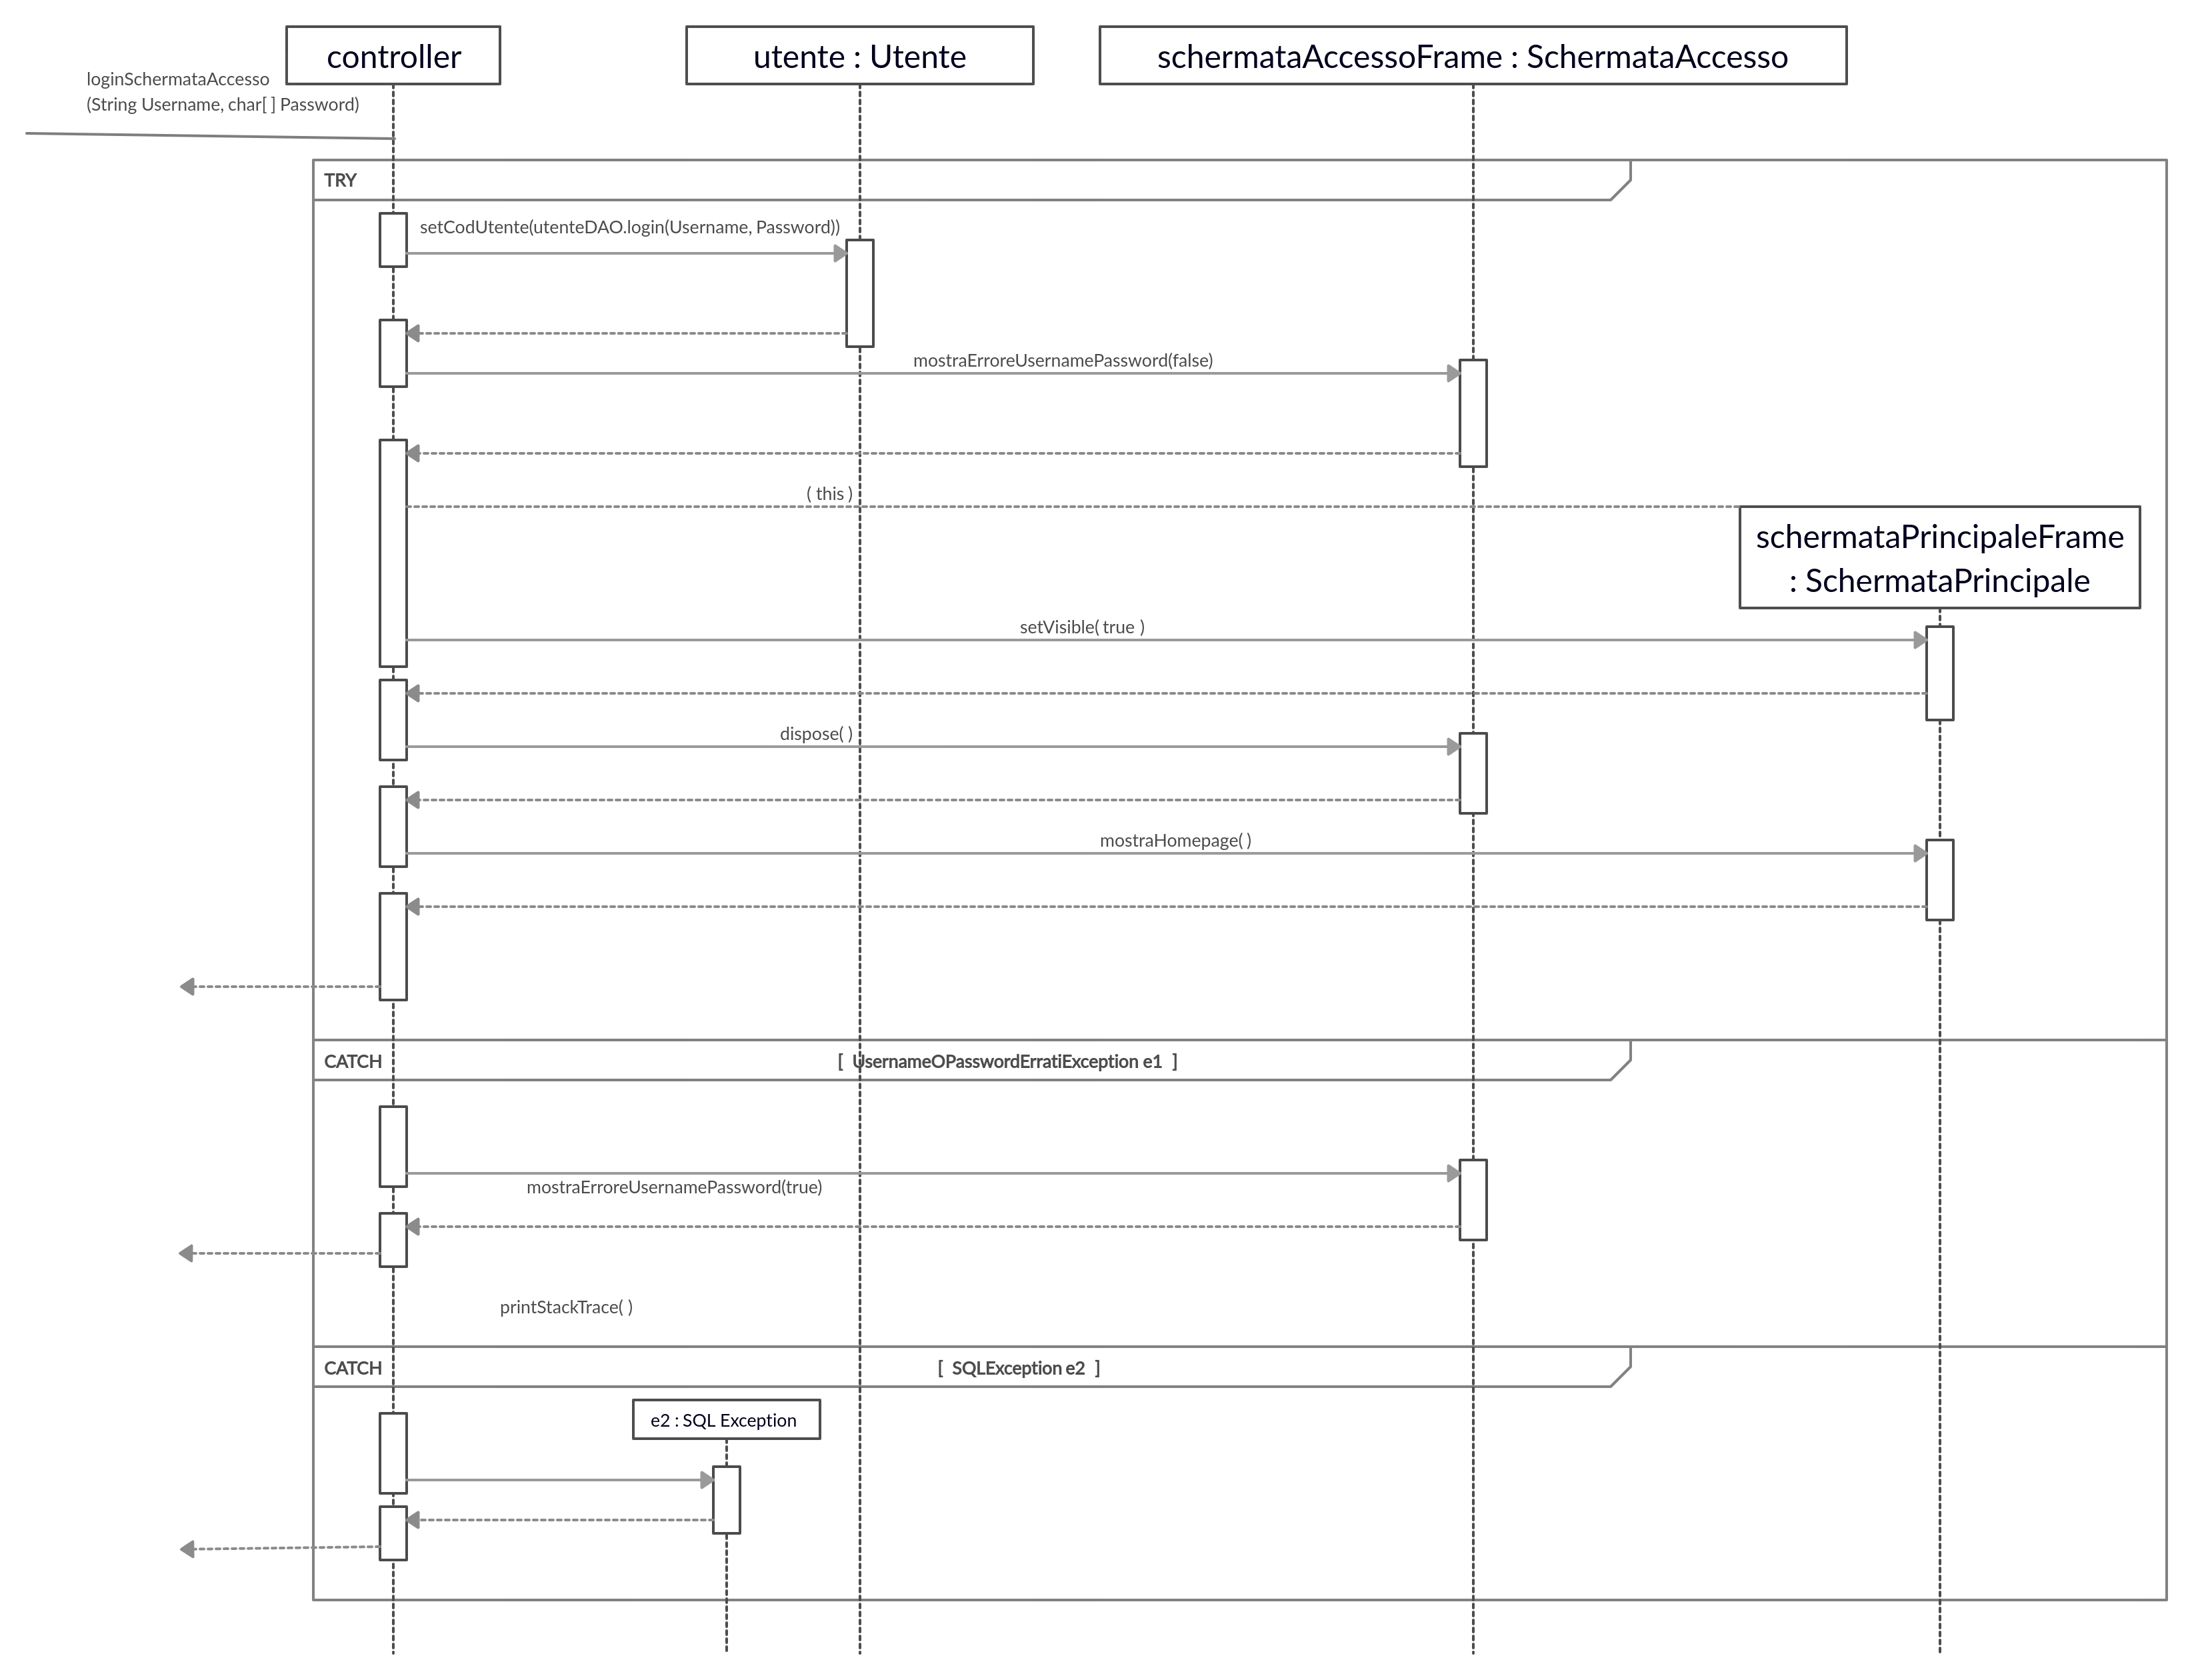 controller
utente : Utente
schermataAccessoFrame : SchermataAccesso
loginSchermataAccesso
(String Username, char[ ] Password)
TRY
setCodUtente(utenteDAO.login(Username, Password))
mostraErroreUsernamePassword(false)
( this )
schermataPrincipaleFrame
: SchermataPrincipale
setVisible( true )
dispose( )
mostraHomepage( )
CATCH [ UsernameOPasswordErratiException e1 ]
mostraErroreUsernamePassword(true)
printStackTrace( )
CATCH [ SQLException e2 ]
e2 : SQL Exception